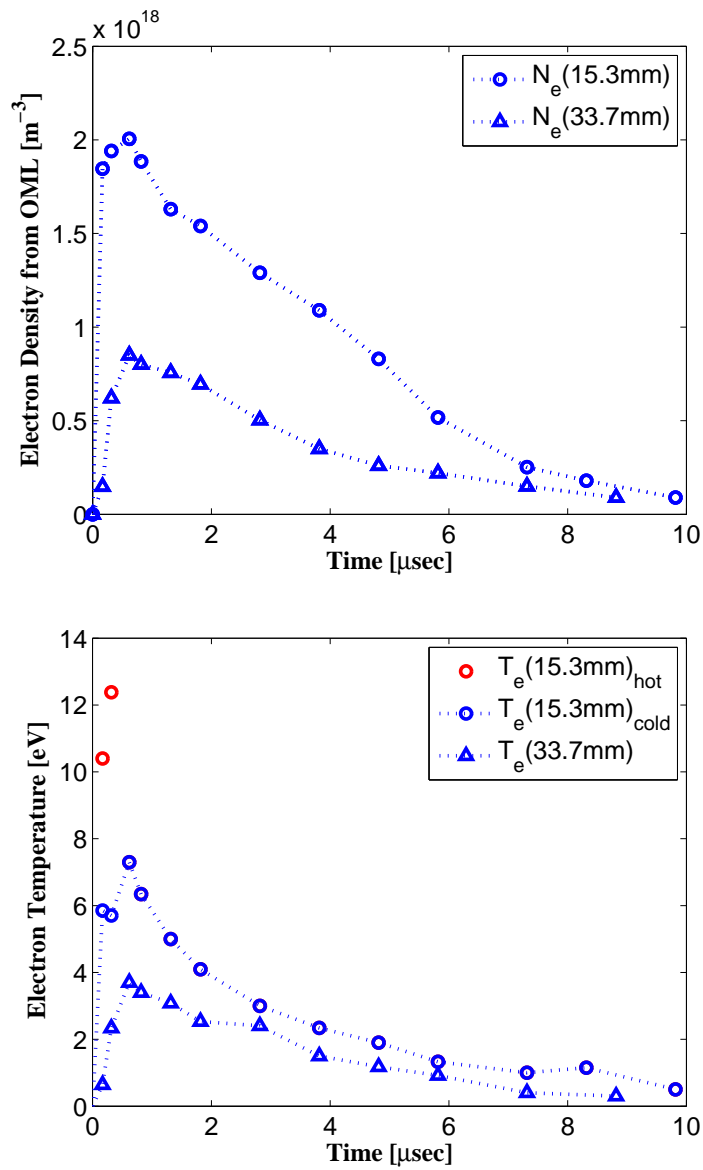 × 10^18
2.5
2
1.5
1
0.5
0
Electron Density from OML [m^−3]
N_e(15.3mm)
N_e(33.7mm)
0 2 4 6 8 10
Time [µsec]
14
12
10
8
6
4
2
0
Electron Temperature [eV]
T_e(15.3mm)_hot
T_e(15.3mm)_cold
T_e(33.7mm)
0 2 4 6 8 10
Time [µsec]